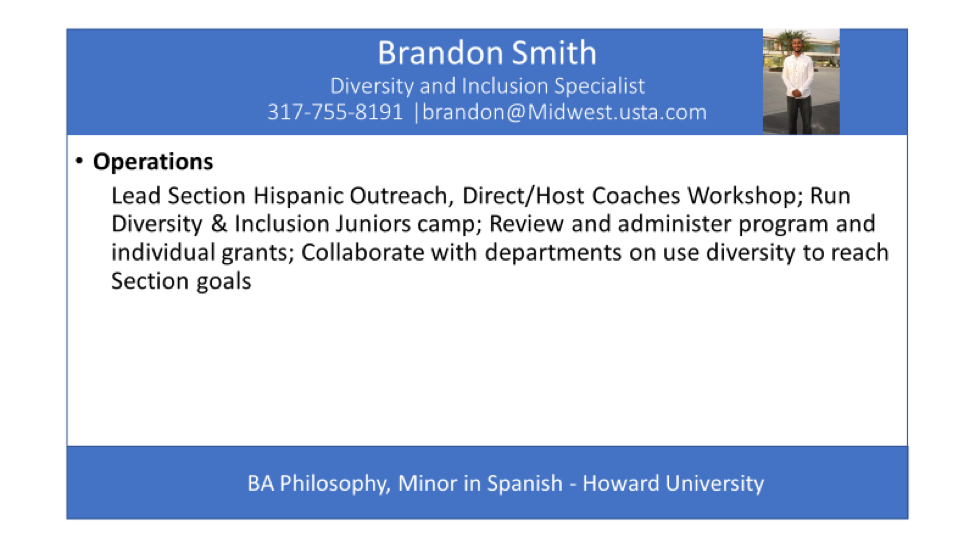 Brandon Smith
Diversity and Inclusion Specialist
317-755-8191 |brandon@Midwest.usta.com
• Operations
Lead Section Hispanic Outreach, Direct/Host Coaches Workshop; Run
Diversity & Inclusion Juniors camp; Review and administer program and
individual grants; Collaborate with departments on use diversity to reach
Section goals
BA Philosophy, Minor in Spanish - Howard University